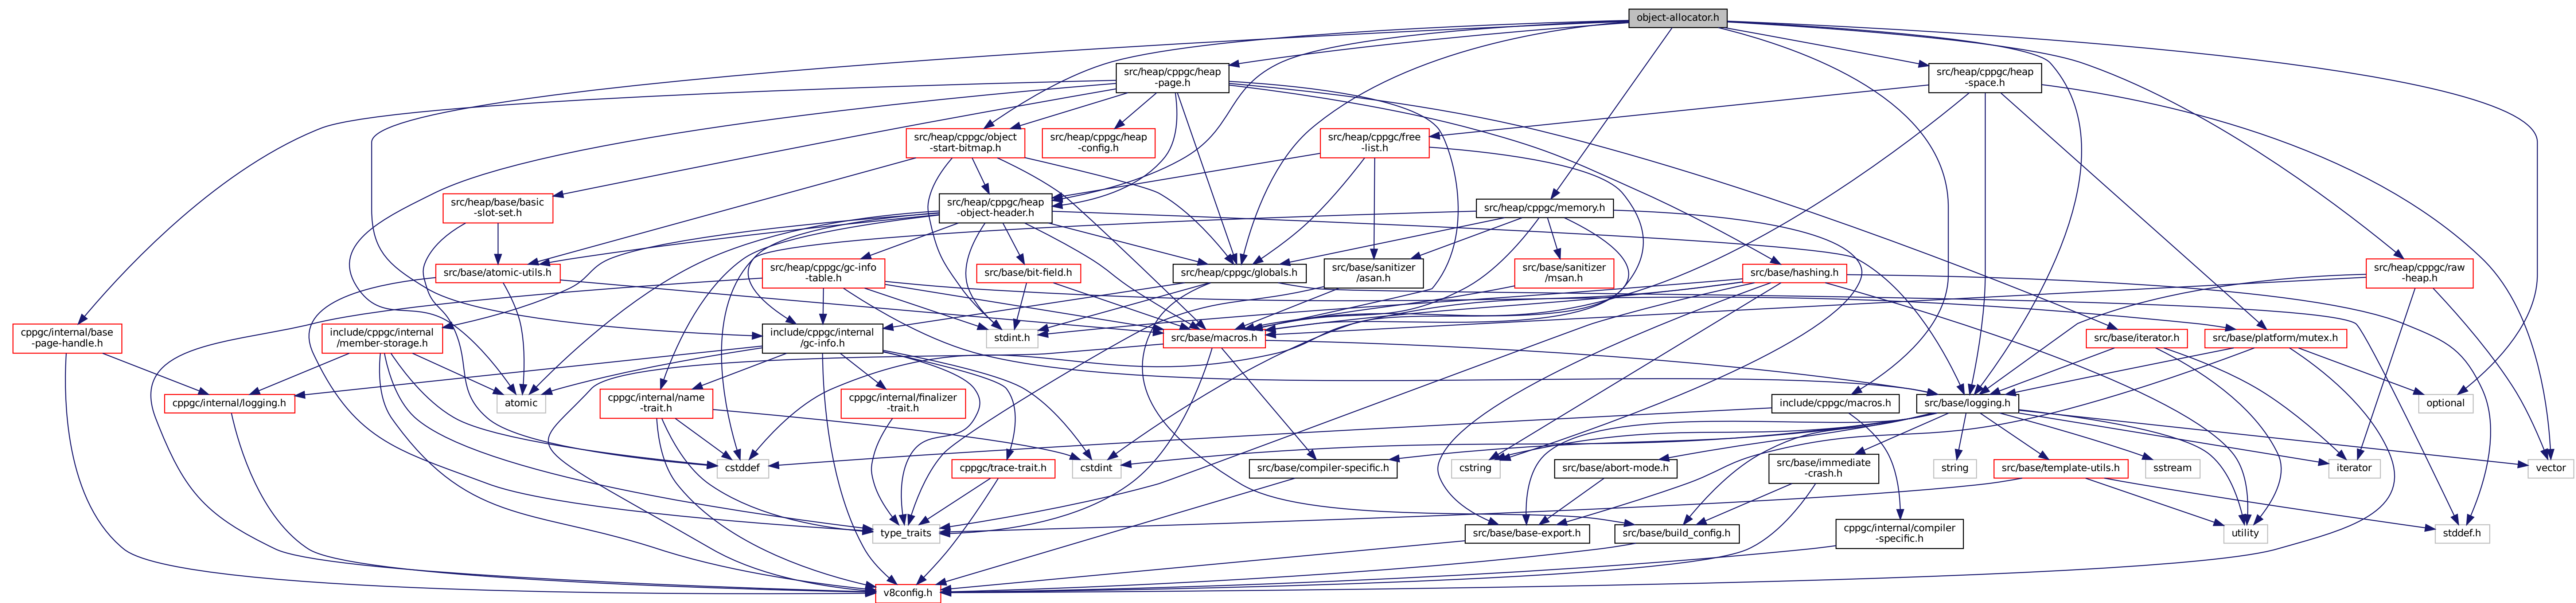 object-allocator.h
src/heap/cppgc/heap
-page.h
src/heap/cppgc/heap
-space.h
src/heap/cppgc/object
-start-bitmap.h
src/heap/cppgc/heap
-config.h
src/heap/cppgc/free
-list.h
src/heap/base/basic
-slot-set.h
src/heap/cppgc/heap
-object-header.h
src/heap/cppgc/memory.h
src/base/atomic-utils.h
src/heap/cppgc/gc-info
-table.h
src/base/bit-field.h
src/heap/cppgc/globals.h
src/base/sanitizer
/asan.h
src/base/sanitizer
/msan.h
src/base/hashing.h
src/heap/cppgc/raw
-heap.h
cppgc/internal/base
-page-handle.h
include/cppgc/internal
/member-storage.h
include/cppgc/internal
/gc-info.h
stdint.h
src/base/macros.h
src/base/iterator.h
src/base/platform/mutex.h
cppgc/internal/logging.h
atomic
cppgc/internal/name
-trait.h
cppgc/internal/finalizer
-trait.h
include/cppgc/macros.h
src/base/logging.h
optional
cstddef
cppgc/trace-trait.h
cstdint
src/base/compiler-specific.h
cstring
src/base/abort-mode.h
src/base/immediate
-crash.h
string
src/base/template-utils.h
sstream
iterator
vector
type_traits
src/base/base-export.h
src/base/build_config.h
cppgc/internal/compiler
-specific.h
utility
stddef.h
v8config.h